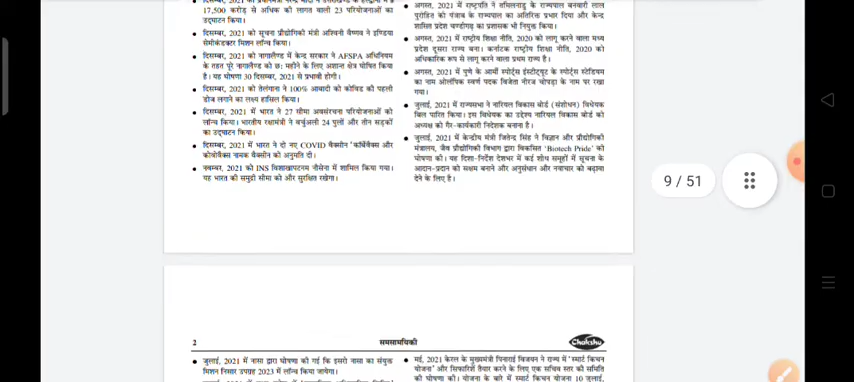 17,500 करोड़ से अधिक की लागत वाली 23 परियोजनाओं का
उद्घाटन किया।
दिसम्बर, 2021 को सूचना प्रौद्योगिकी मंत्री अश्विनी वैष्णव ने इण्डिया
सेमीकंडक्टर मिशन लॉन्च किया।
दिसम्बर, 2021 को नागालैण्ड में केन्द्र सरकार ने AFSPA अधिनियम
के तहत पूरे नागालैण्ड को छः महीने के लिए अशान्त क्षेत्र घोषित किया
है। यह घोषणा 30 दिसम्बर, 2021 से प्रभावी होगी।
दिसम्बर, 2021 को तेलंगाना ने 100% आबादी को कोविड की पहली
डोज लगाने का लक्ष्य हासिल किया।
दिसम्बर, 2021 में भारत ने 27 सीमा अवसंरचना परियोजनाओं को
लॉन्च किया। भारतीय रक्षामंत्री ने वर्चुअली 24 पुलों और तीन सड़कों
का उद्घाटन किया।
दिसम्बर, 2021 में भारत ने दो नए COVID वैक्सीन 'कॉर्बेवैक्स और
कोवोवैक्स नामक वैक्सीन को अनुमति दी।
नवम्बर, 2021 को INS विशाखापटनम नौसेना में शामिल किया गया।
यह भारत की समुद्री सीमा को और सुरक्षित रखेगा।
अगस्त, 2021 में राष्ट्रपति ने तमिलनाडु के राज्यपाल बनवारी लाल
पुरोहित को पंजाब के राज्यपाल का अतिरिक्त प्रभार दिया और केन्द्र
शासित प्रदेश चण्डीगढ़ का प्रशासक भी नियुक्त किया।
अगस्त, 2021 में राष्ट्रीय शिक्षा नीति, 2020 को लागू करने वाला मध्य
प्रदेश दूसरा राज्य बना। कर्नाटक राष्ट्रीय शिक्षा नीति, 2020 को
अधिकारिक रूप से लागू करने वाला प्रथम राज्य है।
अगस्त, 2021 में पुणे के आर्मी स्पोर्ट्स इंस्टीट्यूट के स्पोर्ट्स स्टेडियम
का नाम ओलंपिक स्वर्ण पदक विजेता नीरज चोपड़ा के नाम पर रखा
गया।
जुलाई, 2021 में राज्यसभा ने नारियल विकास बोर्ड (संशोधन) विधेयक
बिल पारित किया। इस विधेयक का उद्देश्य नारियल विकास बोर्ड को
अध्यक्ष को गैर-कार्यकारी निदेशक बनाना है।
जुलाई, 2021 में केन्द्रीय मंत्री जितेन्द्र सिंह ने विज्ञान और प्रौद्योगिकी
मंत्रालय, जैव प्रौद्योगिकी विभाग द्वारा विकसित 'Biotech Pride' की
घोषणा की। यह दिशा-निर्देश देशभर में कई शोध समूहों में सूचना के
आदान-प्रदान को सक्षम बनाने और अनुसंधान और नवाचार को बढ़ावा
देने के लिए है।
9 / 51
2 समसामयिकी Chakshu
जुलाई, 2021 में नासा द्वारा घोषणा की गई कि इसरो नासा का संयुक्त
मिशन निसार उपग्रह 2023 में लॉन्च किया जायेगा।
मई, 2021 केरल के मुख्यमंत्री पिनाराई विजयन ने राज्य में 'स्मार्ट किचन
योजना' और सिफारिशें तैयार करने के लिए एक सचिव स्तर की समिति
की घोषणा की। योजना के बारे में स्मार्ट किचन योजना 10 जुलाई,